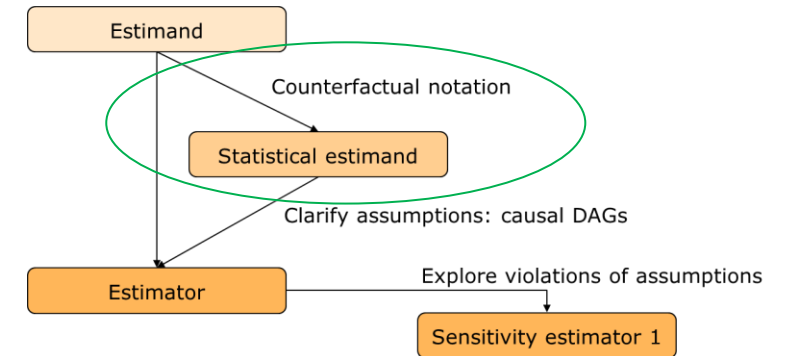 Estimand
Counterfactual notation
Statistical estimand
Clarify assumptions: causal DAGs
Explore violations of assumptions
Estimator
Sensitivity estimator 1